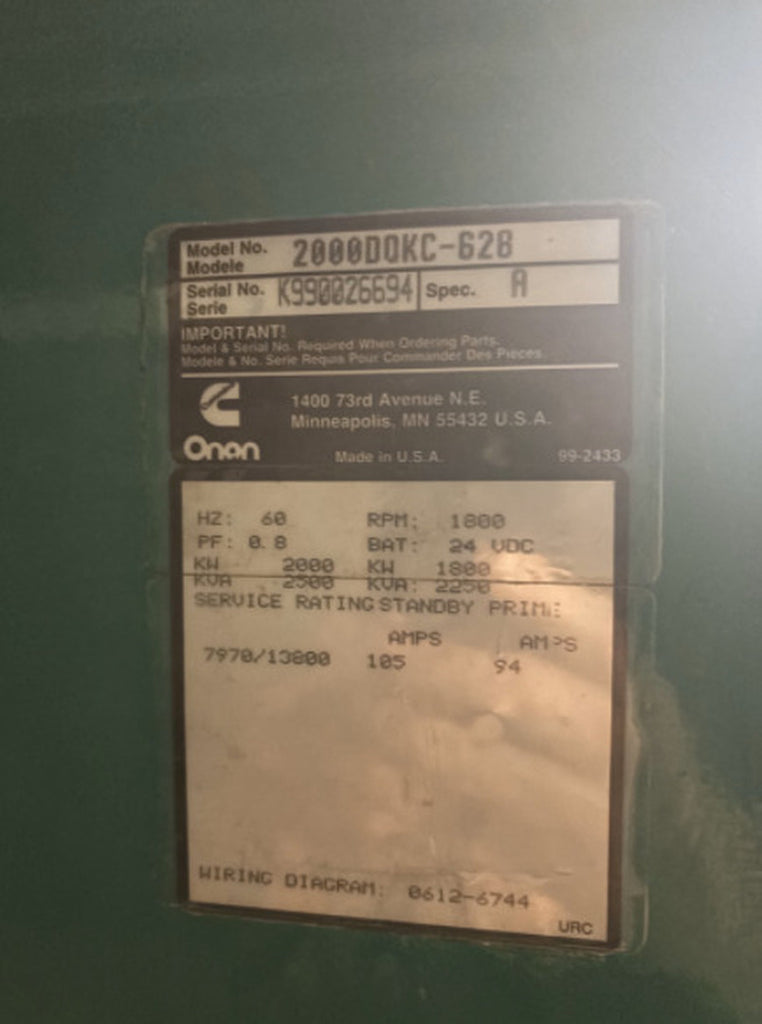 Model No. 2000DQKC-628
Modele
Serial No. K990026694 Spec. A
Serie
IMPORTANT!
Model & Serial No. Required When Ordering Parts.
Modele & No. Serie Requis Pour Commander Des Pieces.
Onan
1400 73rd Avenue N.E.
Minneapolis, MN 55432 U.S.A.
Made in U.S.A. 99-2433
HZ: 60 RPM: 1800
PF: 0.8 BAT: 24 VDC
KW 2000 KW 1800
KVA 2500 KVA: 2250
SERVICE RATING STANDBY PRIME
AMPS AMPS
7970/13800 105 94
WIRING DIAGRAM: 0612-6744
URC